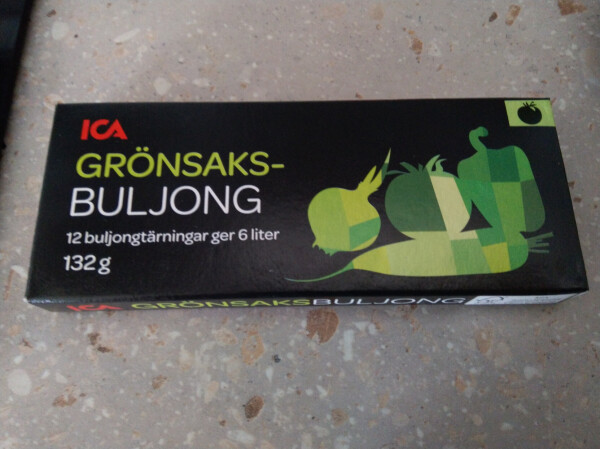 ICA
GRÖNSAKS-
BULJONG
12 buljongtärningar ger 6 liter
132 g
ICA GRÖNSAKSBULJONG